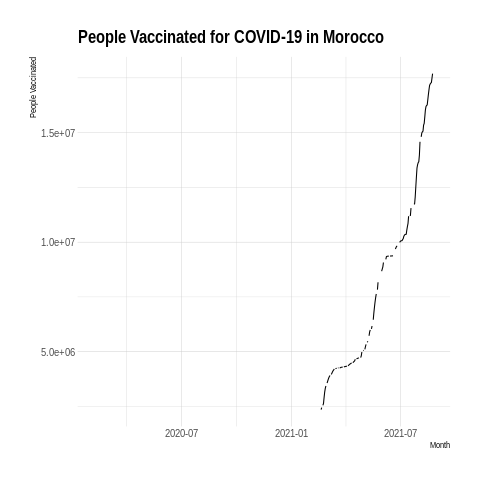 People Vaccinated for COVID-19 in Morocco
People Vaccinated
1.5e+07
1.0e+07
5.0e+06
2020-07
2021-01
2021-07
Month